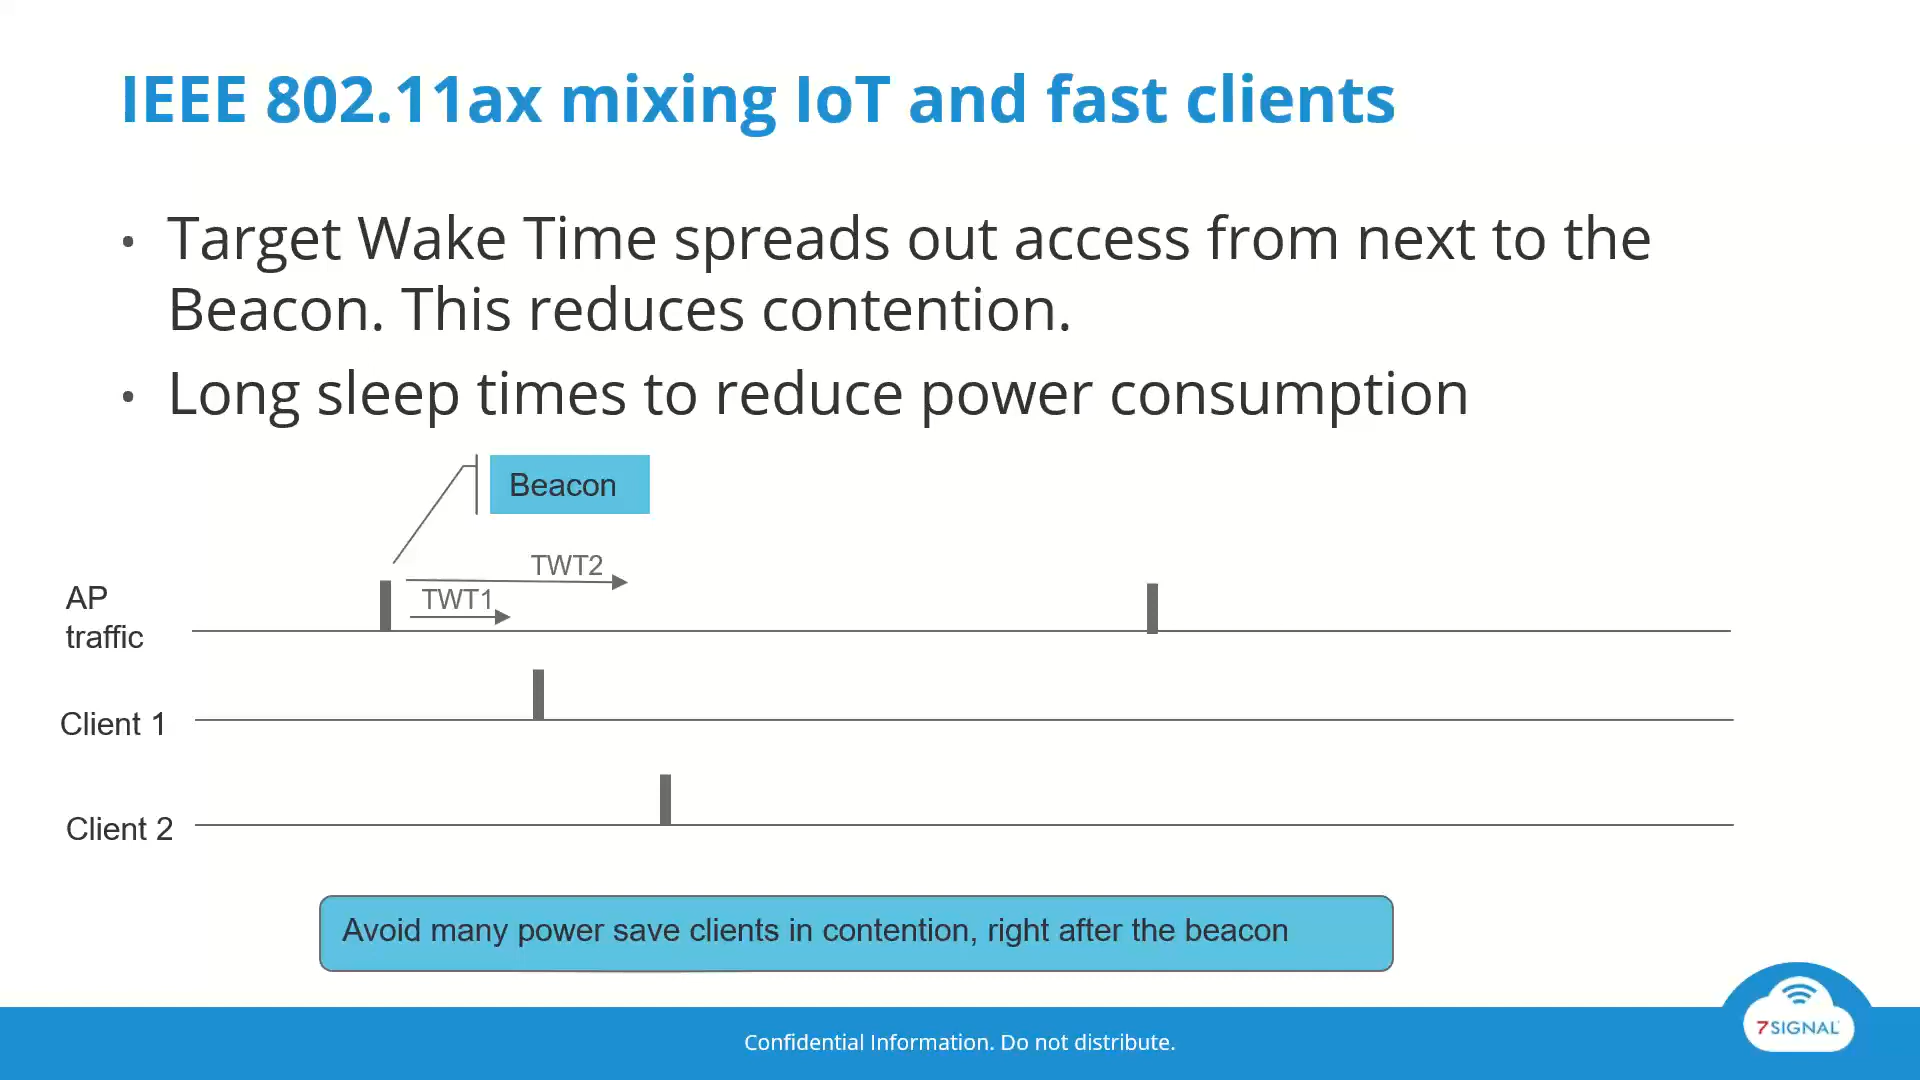 IEEE 802.11ax mixing IoT and fast clients
• Target Wake Time spreads out access from next to the
Beacon. This reduces contention.
• Long sleep times to reduce power consumption
Beacon
TWT2
TWT1
AP
traffic
Client 1
Client 2
Avoid many power save clients in contention, right after the beacon
Confidential Information. Do not distribute.
7SIGNAL